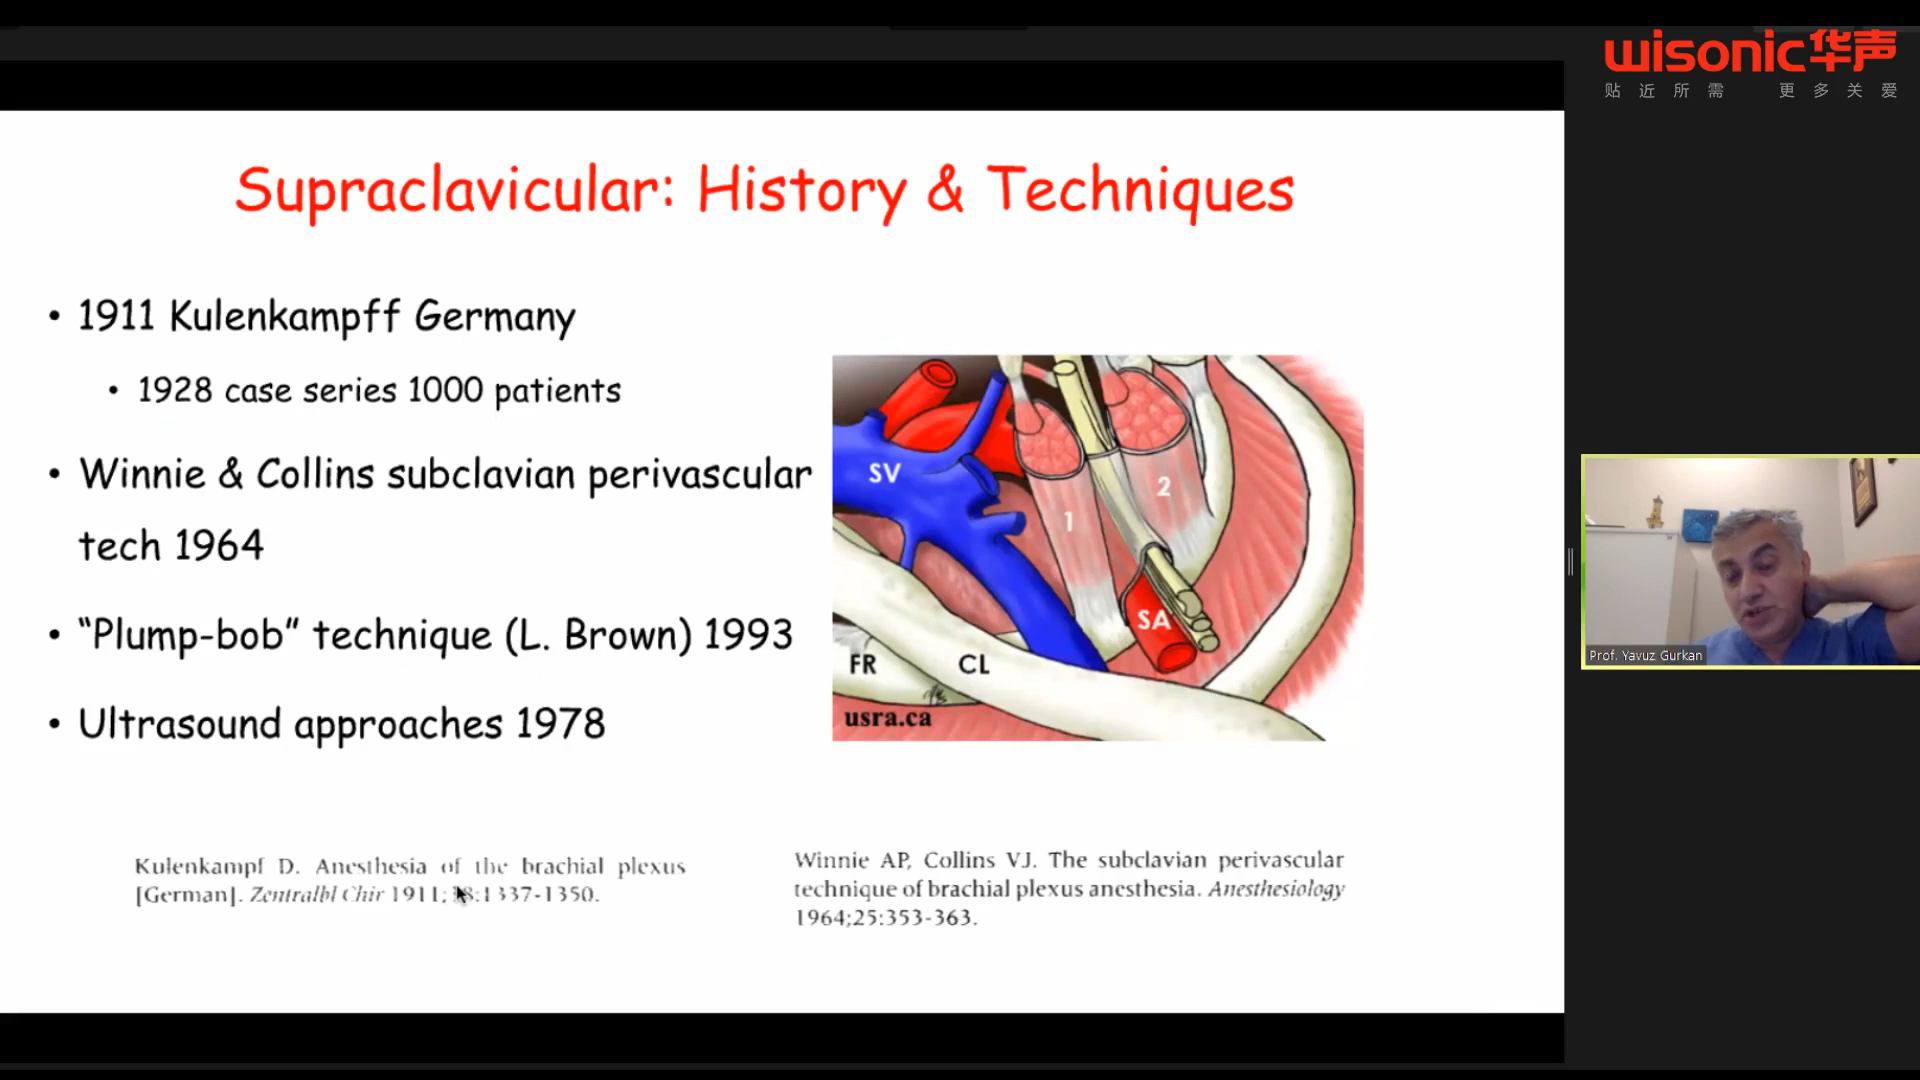 wisonic华声
贴近所需 更多关爱
Supraclavicular: History & Techniques
• 1911 Kulenkampff Germany
• 1928 case series 1000 patients
• Winnie & Collins subclavian perivascular
tech 1964
• “Plump-bob” technique (L. Brown) 1993
• Ultrasound approaches 1978
SV
1
2
SA
FR
CL
usra.ca
Prof. Yavuz Gurkan
Kulenkampf D. Anesthesia of the brachial plexus
[German]. Zentralbl Chir 1911; :1337-1350.
Winnie AP, Collins VJ. The subclavian perivascular
technique of brachial plexus anesthesia. Anesthesiology
1964;25:353-363.